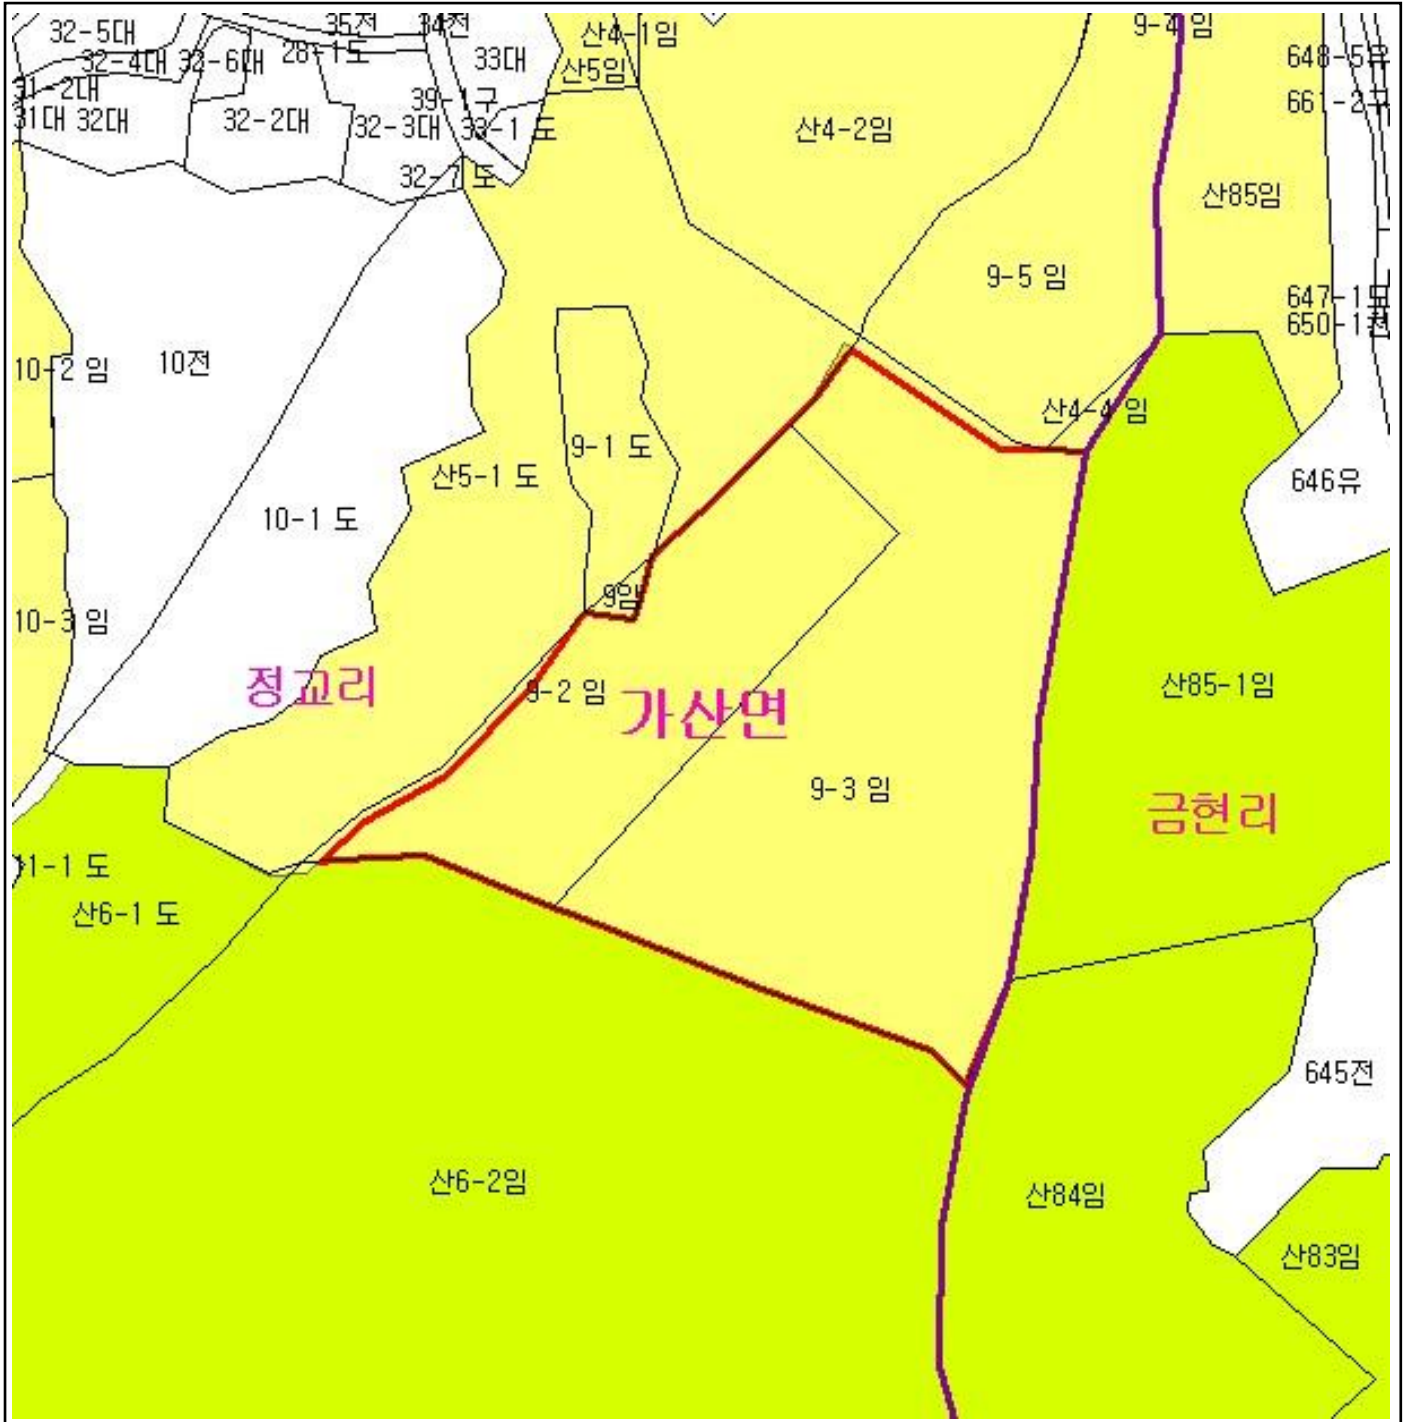 35전
34전
9-4 임
32-5대
산4-1임
28-1도
33대
648-5유
32-4대
32-6대
산5임
31-2대
39-1구
31대
32대
32-2대
32-3대
33-1 도
산4-2임
32-7 도
산85임
9-5 임
647-1도
650-1전
10-2 임
10전
산4-4 임
9-1 도
산5-1 도
646유
10-1 도
9임
10-3 임
정교리
9-2 임
가산면
산85-1임
9-3 임
금현리
11-1 도
산6-1 도
645전
산6-2임
산84임
산83임